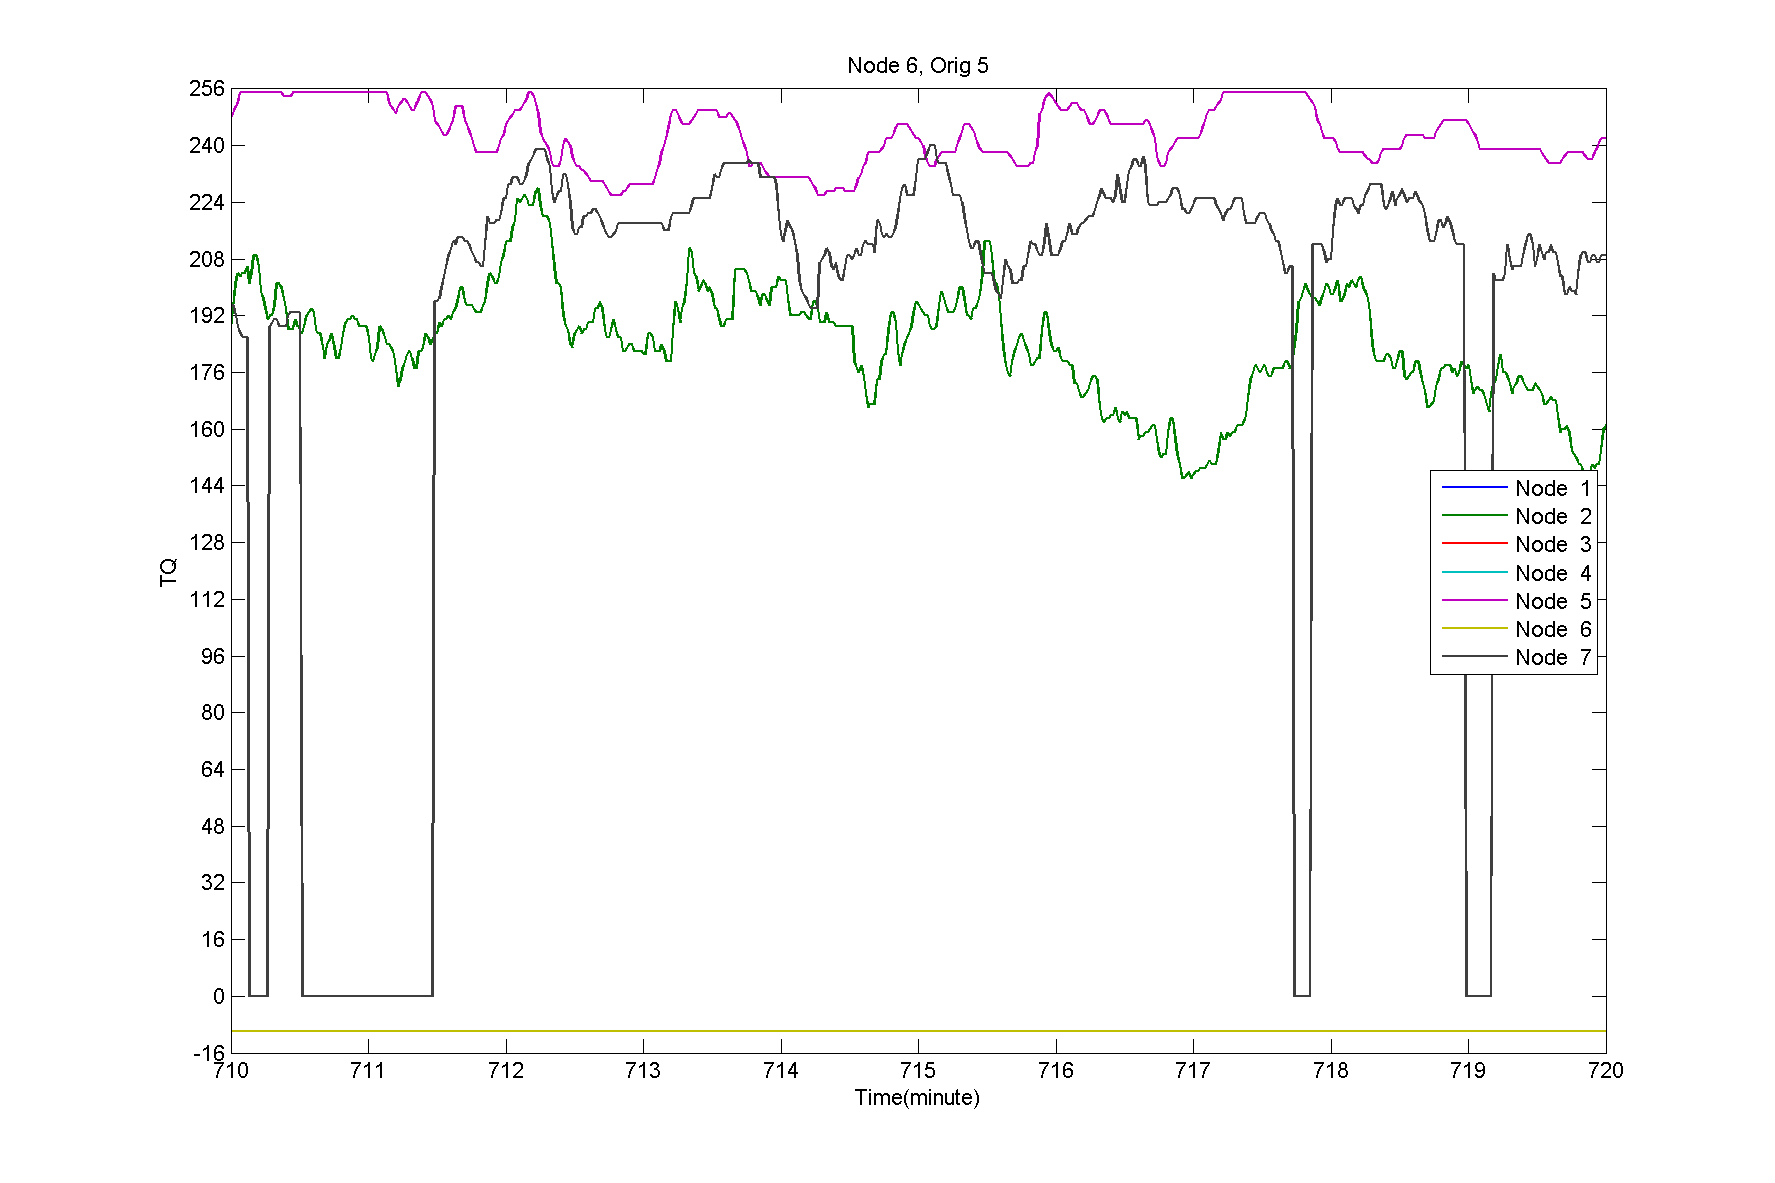 Node 6, Orig 5
256
240
224
208
192
176
160
144
128
112
96
80
64
48
32
16
0
-16
TQ
Node 1
Node 2
Node 3
Node 4
Node 5
Node 6
Node 7
710 711 712 713 714 715 716 717 718 719 720
Time(minute)